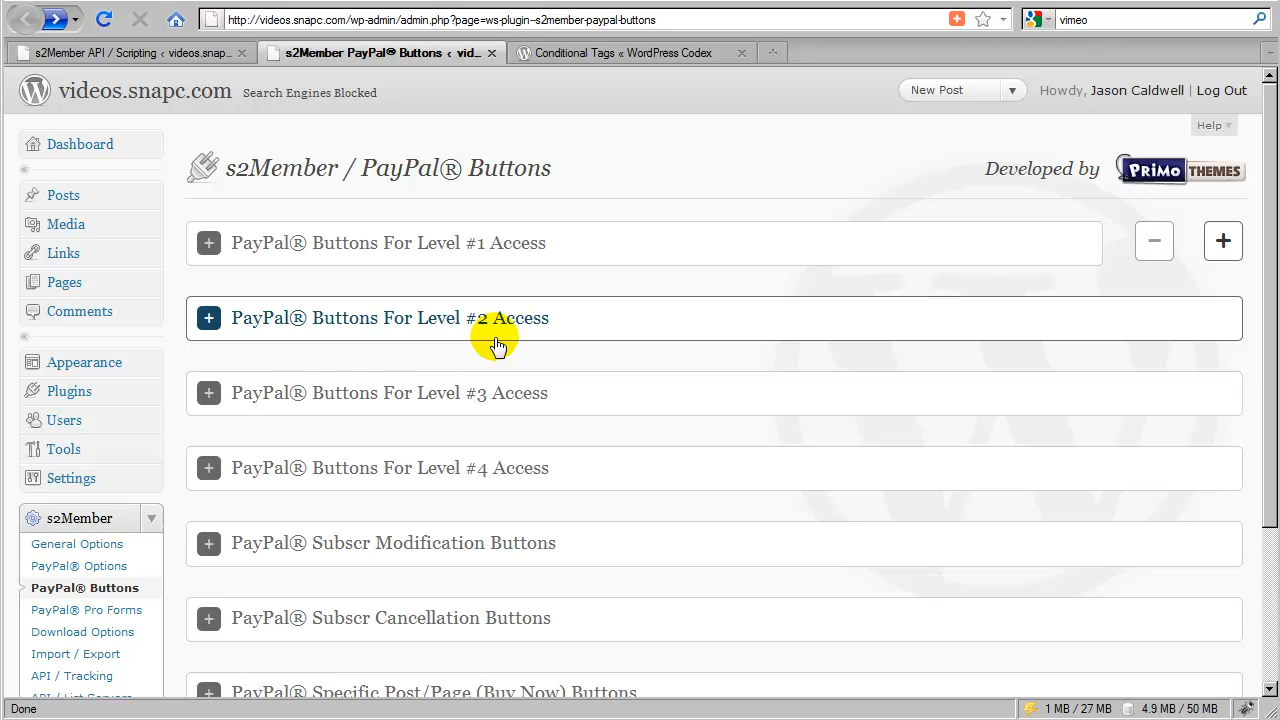 http://videos.snapc.com/wp-admin/admin.php?page=ws-plugin--s2member-paypal-buttons
vimeo
s2Member API / Scripting ‹ videos.snap...
s2Member PayPal® Buttons ‹ vid...
Conditional Tags « WordPress Codex
videos.snapc.com
Search Engines Blocked
New Post
Howdy, Jason Caldwell | Log Out
Help
Dashboard
Posts
Media
Links
Pages
Comments
Appearance
Plugins
Users
Tools
Settings
s2Member
General Options
PayPal® Options
PayPal® Buttons
PayPal® Pro Forms
Download Options
Import / Export
API / Tracking
API / List Servers
s2Member / PayPal® Buttons
Developed by
PRiMO THEMES
PayPal® Buttons For Level #1 Access
PayPal® Buttons For Level #2 Access
PayPal® Buttons For Level #3 Access
PayPal® Buttons For Level #4 Access
PayPal® Subscr Modification Buttons
PayPal® Subscr Cancellation Buttons
PayPal® Specific Post/Page (Buy Now) Buttons
Done
1 MB / 27 MB
4.9 MB / 50 MB